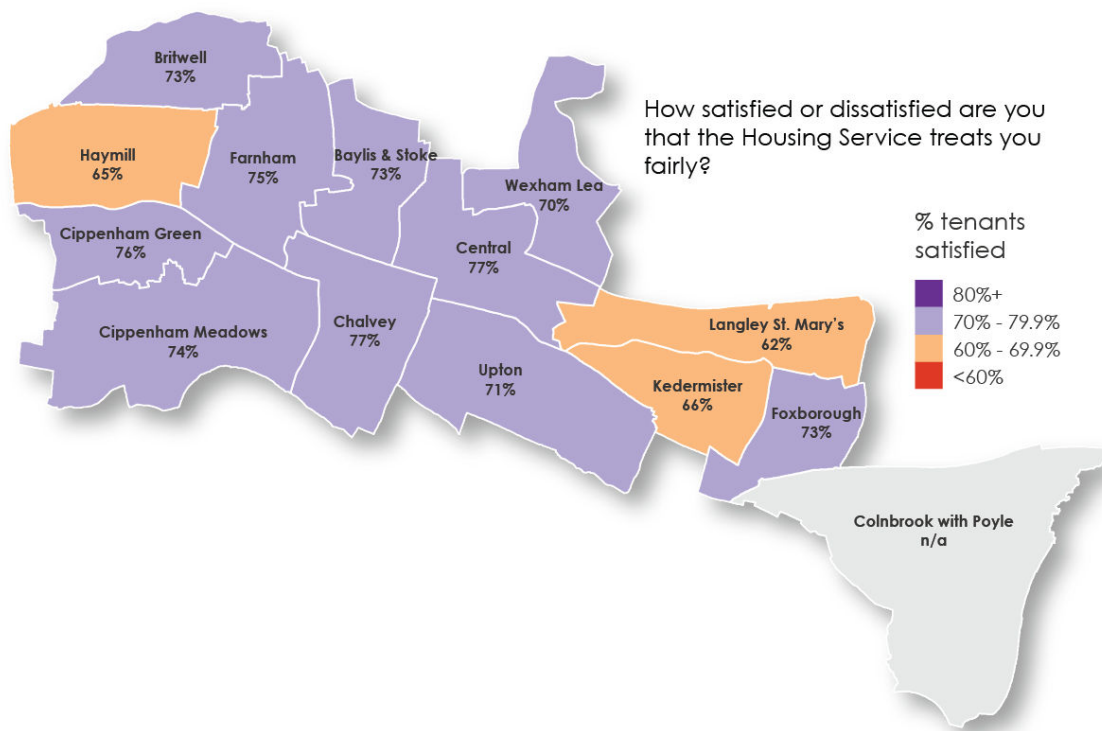 Britwell
73%
How satisfied or dissatisfied are you
that the Housing Service treats you
fairly?
Haymill
65%
Farnham
75%
Baylis & Stoke
73%
Wexham Lea
70%
Cippenham Green
76%
Central
77%
% tenants
satisfied
80%+
70% - 79.9%
60% - 69.9%
<60%
Cippenham Meadows
74%
Chalvey
77%
Langley St. Mary's
62%
Upton
71%
Kedermister
66%
Foxborough
73%
Colnbrook with Poyle
n/a